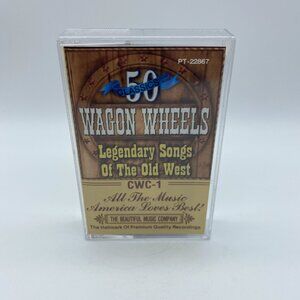 PT-22867
50
CLASSICS
WAGON WHEELS
Legendary Songs
Of The Old West
CWC-1
All The Music
America Loves Best!
THE BEAUTIFUL MUSIC COMPANY
The Hallmark Of Premium Quality Recordings